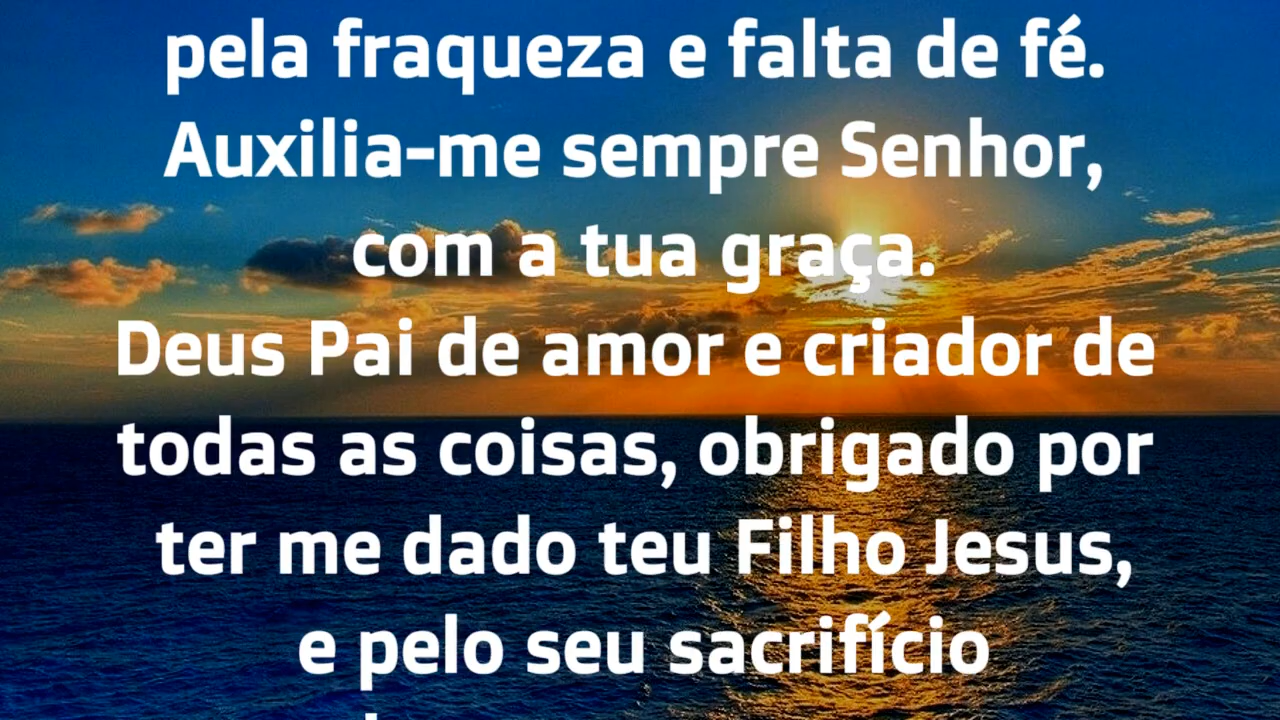 pela fraqueza e falta de fé.
Auxilia-me sempre Senhor,
com a tua graça.
Deus Pai de amor e criador de
todas as coisas, obrigado por
ter me dado teu Filho Jesus,
e pelo seu sacrifício